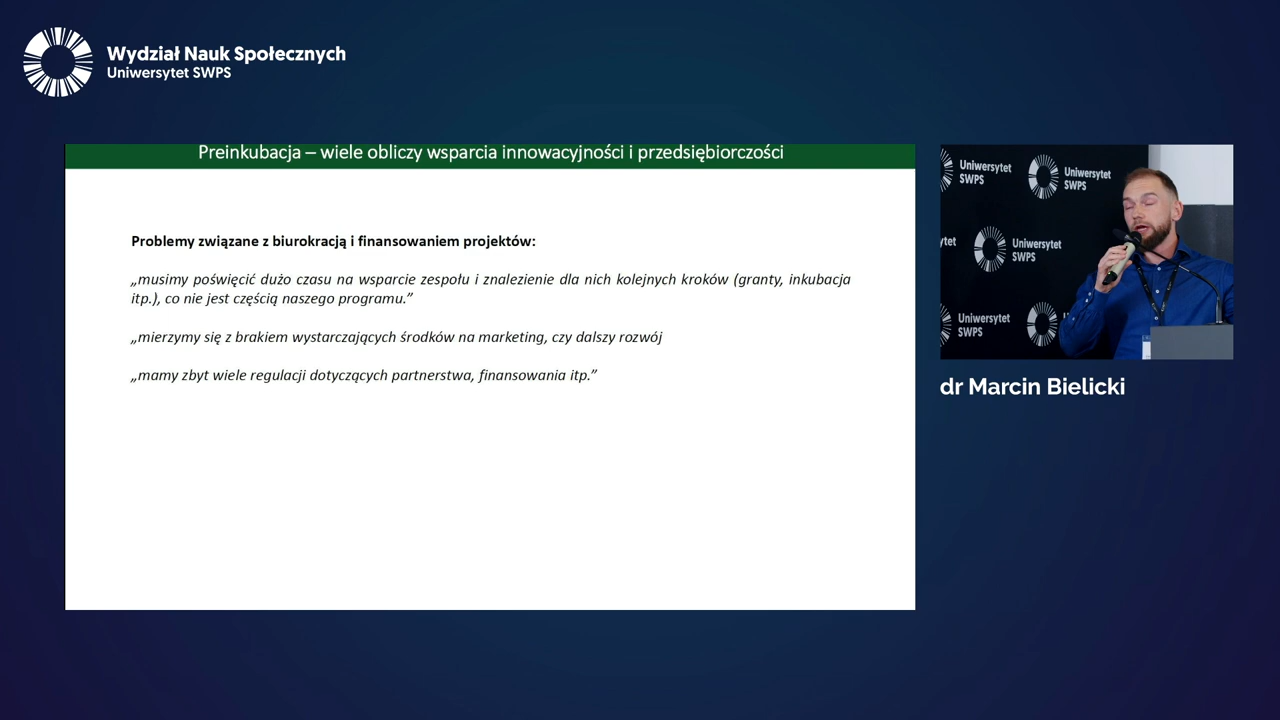 Wydział Nauk Społecznych
Uniwersytet SWPS
Preinkubacja – wiele obliczy wsparcia innowacyjności i przedsiębiorczości
Problemy związane z biurokracją i finansowaniem projektów:
„musimy poświęcić dużo czasu na wsparcie zespołu i znalezienie dla nich kolejnych kroków (granty, inkubacja
itp.), co nie jest częścią naszego programu.”
„mierzymy się z brakiem wystarczających środków na marketing, czy dalszy rozwój
„mamy zbyt wiele regulacji dotyczących partnerstwa, finansowania itp.”
Uniwersytet
SWPS
Uniwersytet
SWPS
ytet
Uniwersytet
SWPS
Uniwersytet
SWPS
dr Marcin Bielicki